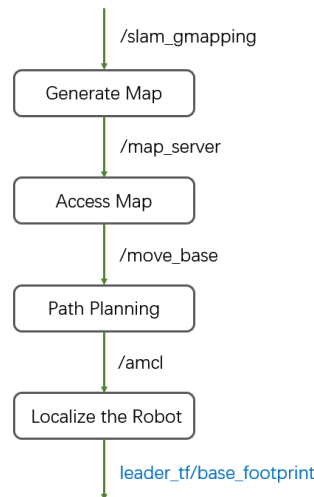 /slam_gmapping
Generate Map
/map_server
Access Map
/move_base
Path Planning
/amcl
Localize the Robot
leader_tf/base_footprint